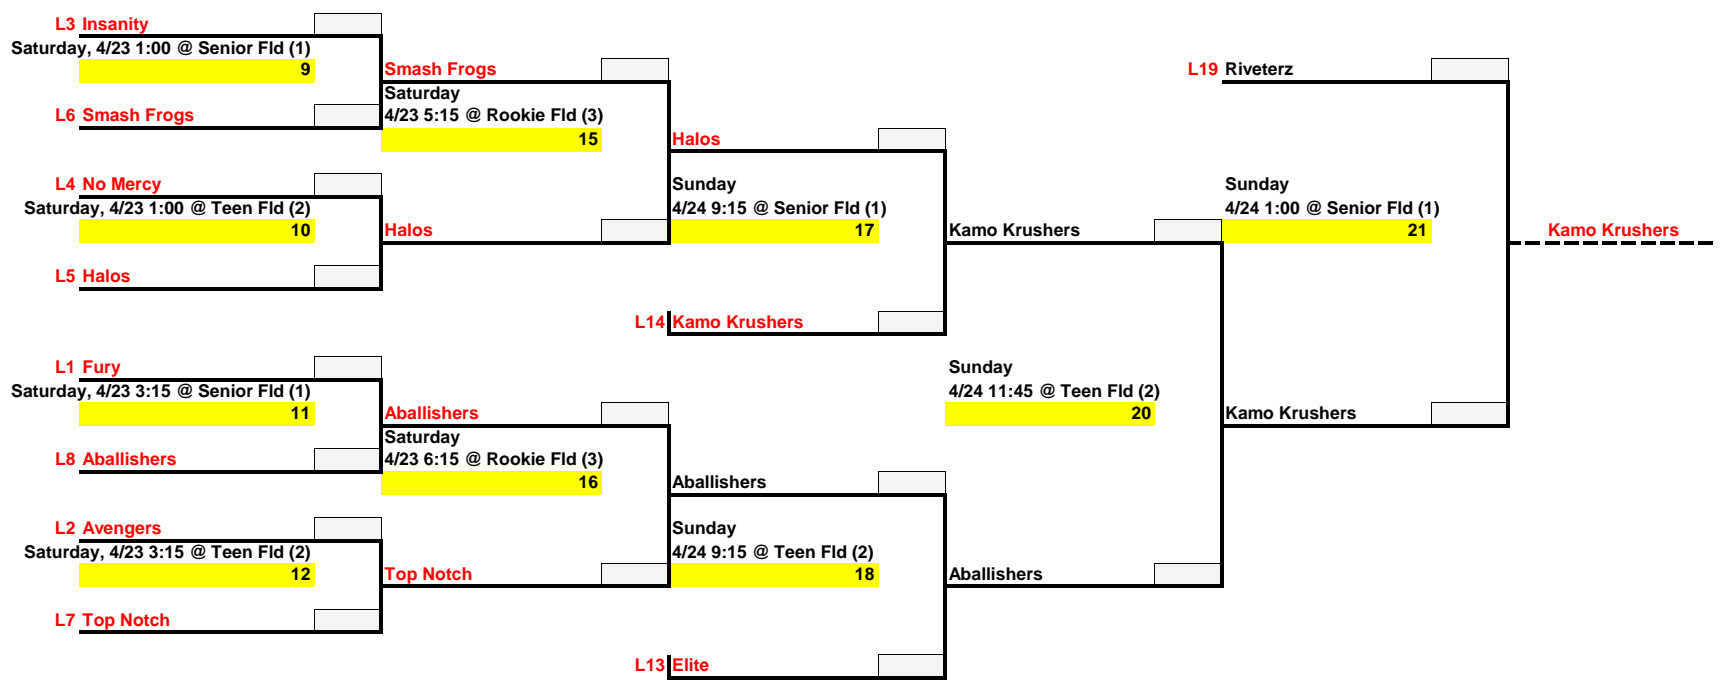 L3 Insanity
Saturday, 4/23 1:00 @ Senior Fld (1)
9
L6 Smash Frogs
L4 No Mercy
Saturday, 4/23 1:00 @ Teen Fld (2)
10
L5 Halos
L1 Fury
Saturday, 4/23 3:15 @ Senior Fld (1)
11
L8 Aballishers
L2 Avengers
Saturday, 4/23 3:15 @ Teen Fld (2)
12
L7 Top Notch
Smash Frogs
Saturday
4/23 5:15 @ Rookie Fld (3)
15
Halos
Aballishers
Saturday
4/23 6:15 @ Rookie Fld (3)
16
Top Notch
Halos
Sunday
4/24 9:15 @ Senior Fld (1)
17
L14 Kamo Krushers
Aballishers
Sunday
4/24 9:15 @ Teen Fld (2)
18
L13 Elite
Kamo Krushers
Sunday
4/24 11:45 @ Teen Fld (2)
20
Aballishers
L19 Riveterz
Sunday
4/24 1:00 @ Senior Fld (1)
21
Kamo Krushers
Kamo Krushers